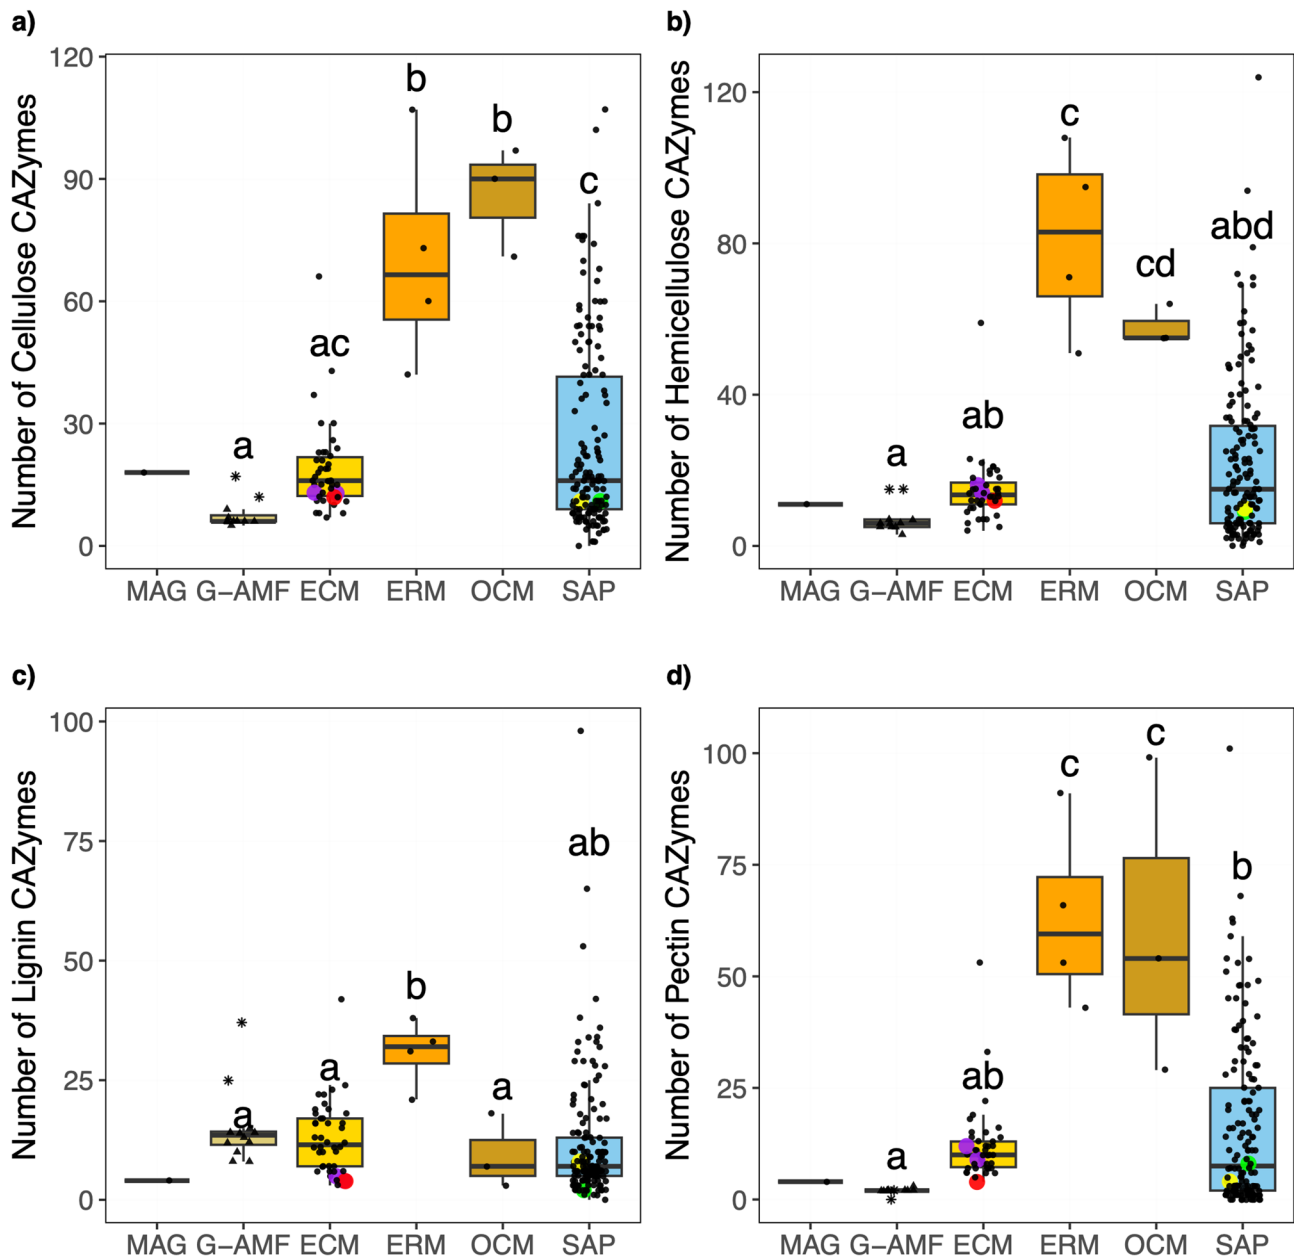 a)
Number of Cellulose CAZymes
120
90
60
30
0
a
ac
b
b
c
MAG G-AMF ECM ERM OCM SAP
b)
Number of Hemicellulose CAZymes
120
80
40
0
a
ab
c
cd
abd
MAG G-AMF ECM ERM OCM SAP
c)
Number of Lignin CAZymes
100
75
50
25
0
a
a
b
a
ab
MAG G-AMF ECM ERM OCM SAP
d)
Number of Pectin CAZymes
100
75
50
25
0
a
ab
c
c
b
MAG G-AMF ECM ERM OCM SAP